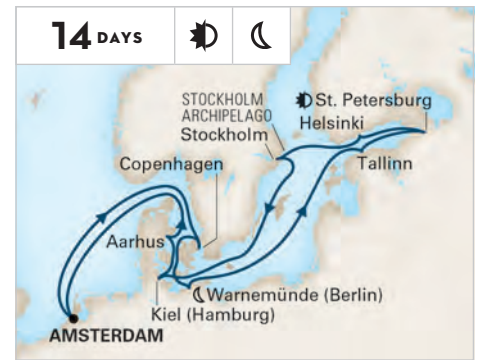 14 DAYS
STOCKHOLM
ARCHIPELAGO
Stockholm
St. Petersburg
Helsinki
Tallinn
Copenhagen
Aarhus
Warnemünde (Berlin)
Kiel (Hamburg)
AMSTERDAM